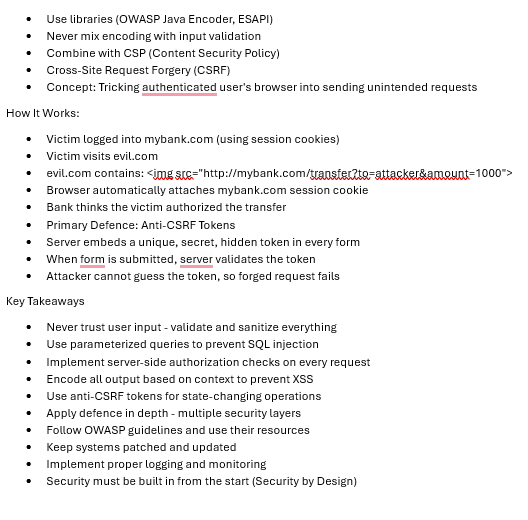 • Use libraries (OWASP Java Encoder, ESAPI)
• Never mix encoding with input validation
• Combine with CSP (Content Security Policy)
• Cross-Site Request Forgery (CSRF)
• Concept: Tricking authenticated user's browser into sending unintended requests
How It Works:
• Victim logged into mybank.com (using session cookies)
• Victim visits evil.com
• evil.com contains: <img src="http://mybank.com/transfer?to=attacker&amount=1000">
• Browser automatically attaches mybank.com session cookie
• Bank thinks the victim authorized the transfer
• Primary Defence: Anti-CSRF Tokens
• Server embeds a unique, secret, hidden token in every form
• When form is submitted, server validates the token
• Attacker cannot guess the token, so forged request fails
Key Takeaways
• Never trust user input - validate and sanitize everything
• Use parameterized queries to prevent SQL injection
• Implement server-side authorization checks on every request
• Encode all output based on context to prevent XSS
• Use anti-CSRF tokens for state-changing operations
• Apply defence in depth - multiple security layers
• Follow OWASP guidelines and use their resources
• Keep systems patched and updated
• Implement proper logging and monitoring
• Security must be built in from the start (Security by Design)